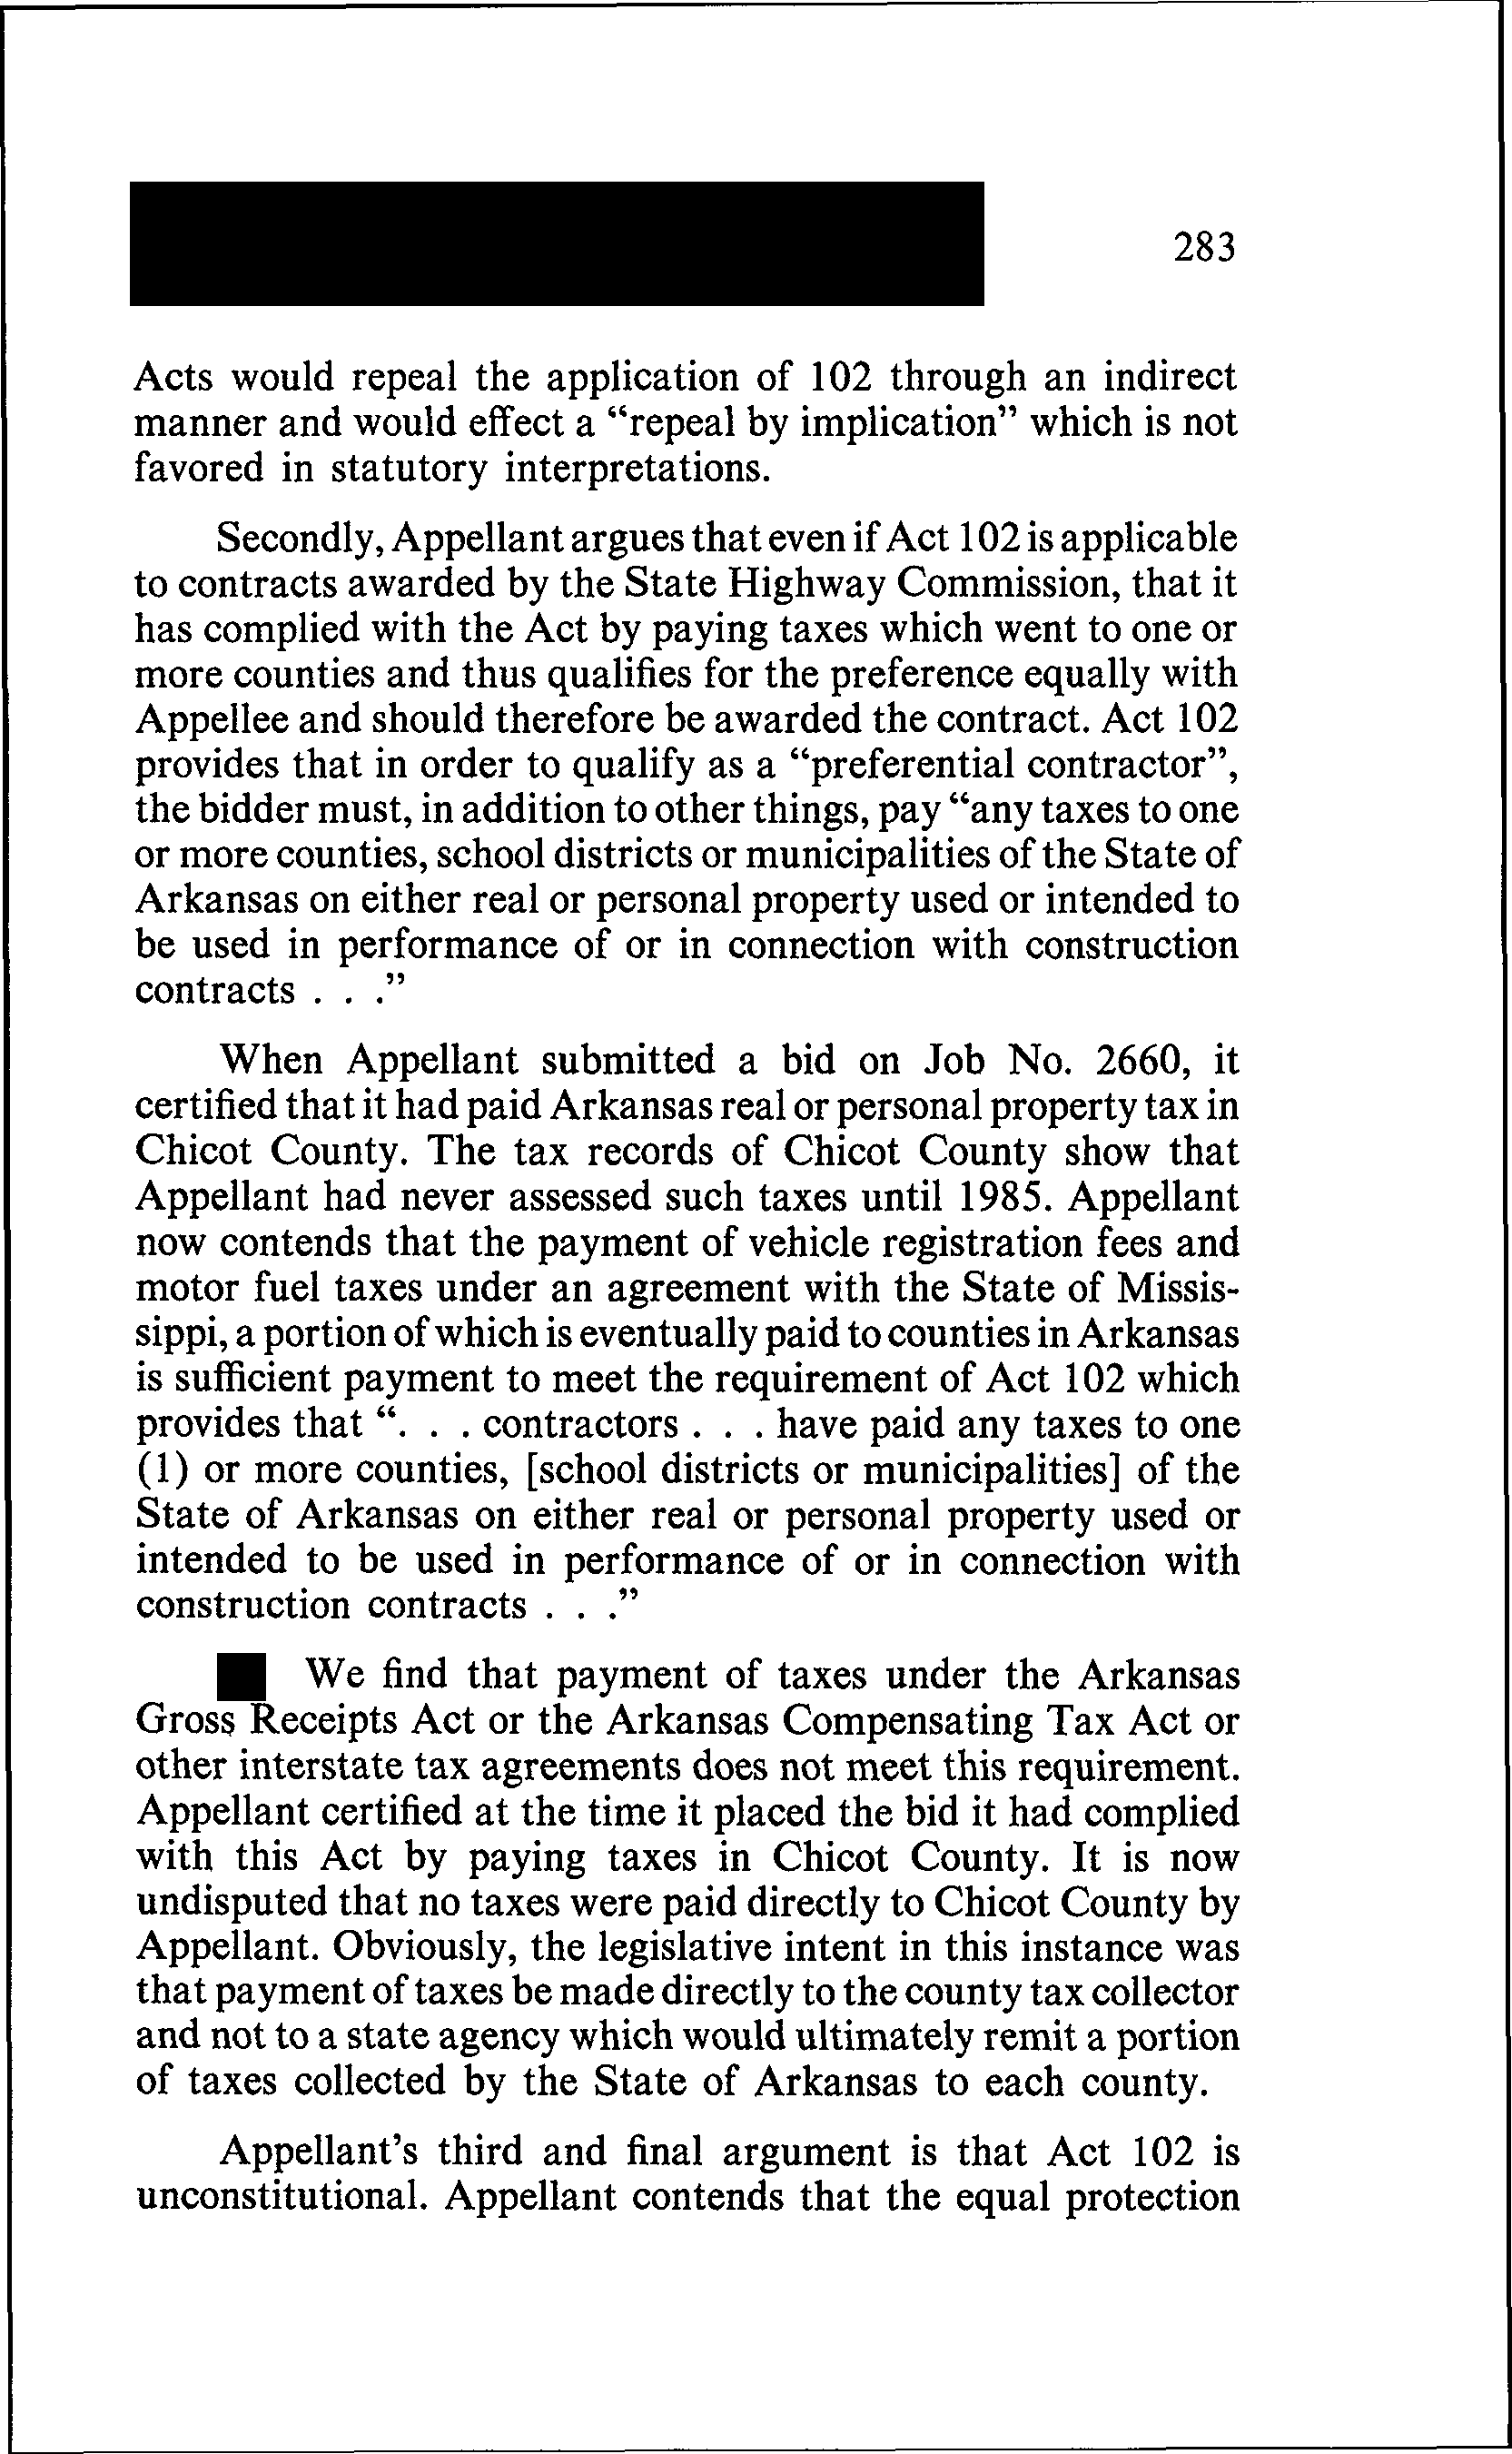 283
Acts would repeal the application of 102 through an indirect
manner and would effect a “repeal by implication” which is not
favored in statutory interpretations.
Secondly, Appellant argues that even if Act 102 is applicable
to contracts awarded by the State Highway Commission, that it
has complied with the Act by paying taxes which went to one or
more counties and thus qualifies for the preference equally with
Appellee and should therefore be awarded the contract. Act 102
provides that in order to qualify as a “preferential contractor”,
the bidder must, in addition to other things, pay “any taxes to one
or more counties, school districts or municipalities of the State of
Arkansas on either real or personal property used or intended to
be used in performance of or in connection with construction
contracts . . .”
When Appellant submitted a bid on Job No. 2660, it
certified that it had paid Arkansas real or personal property tax in
Chicot County. The tax records of Chicot County show that
Appellant had never assessed such taxes until 1985. Appellant
now contends that the payment of vehicle registration fees and
motor fuel taxes under an agreement with the State of Missis-
sippi, a portion of which is eventually paid to counties in Arkansas
is sufficient payment to meet the requirement of Act 102 which
provides that “. . . contractors . . . have paid any taxes to one
(1) or more counties, [school districts or municipalities] of the
State of Arkansas on either real or personal property used or
intended to be used in performance of or in connection with
construction contracts . . .”
We find that payment of taxes under the Arkansas
Gross Receipts Act or the Arkansas Compensating Tax Act or
other interstate tax agreements does not meet this requirement.
Appellant certified at the time it placed the bid it had complied
with this Act by paying taxes in Chicot County. It is now
undisputed that no taxes were paid directly to Chicot County by
Appellant. Obviously, the legislative intent in this instance was
that payment of taxes be made directly to the county tax collector
and not to a state agency which would ultimately remit a portion
of taxes collected by the State of Arkansas to each county.
Appellant’s third and final argument is that Act 102 is
unconstitutional. Appellant contends that the equal protection